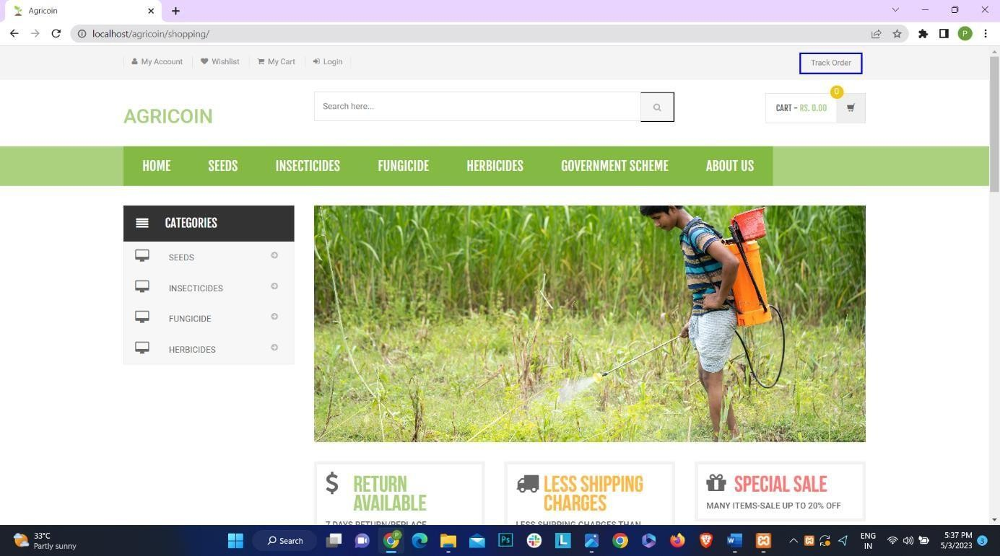 Agricoin
localhost/agricoin/shopping/
P
My Account Wishlist My Cart Login Track Order
AGRICOIN
Search here...
0
CART - RS. 0.00
HOME SEEDS INSECTICIDES FUNGICIDE HERBICIDES GOVERNMENT SCHEME ABOUT US
CATEGORIES
SEEDS
INSECTICIDES
FUNGICIDE
HERBICIDES
RETURN
AVAILABLE
7 DAYS RETURN/REPLACE
LESS SHIPPING
CHARGES
LESS SHIPPING CHARGES THAN
SPECIAL SALE
MANY ITEMS-SALE UP TO 20% OFF
33°C
Partly sunny
Search
P
Ps
L
W
ENG
IN
5:37 PM
5/3/2023
3